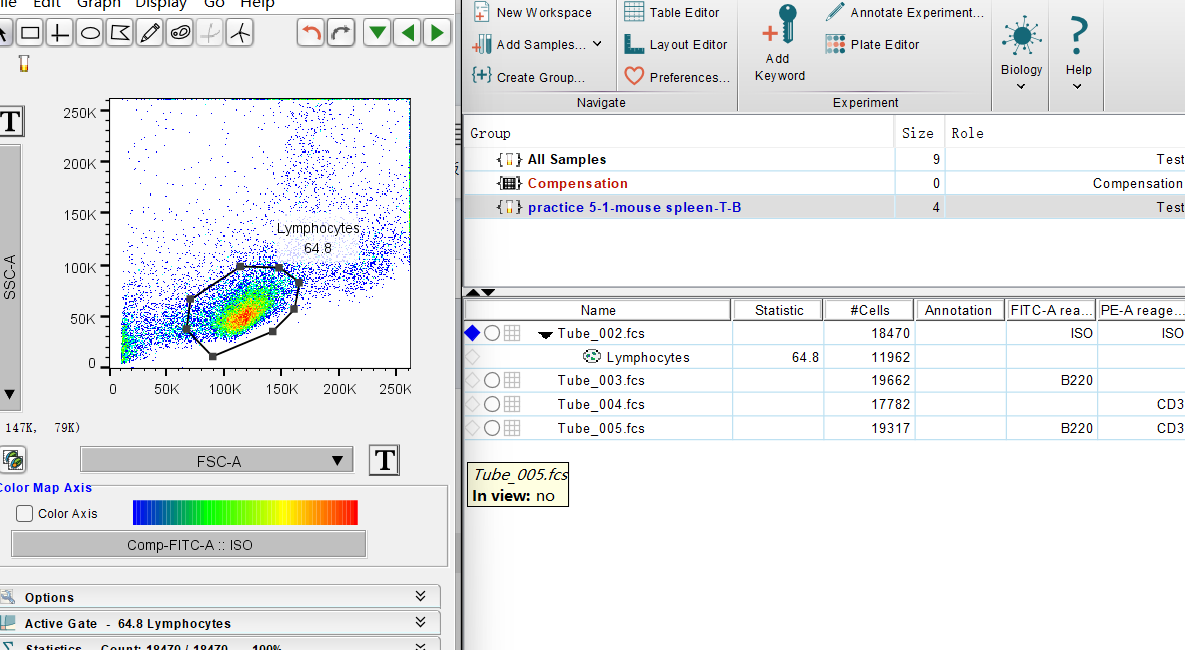 Edit Graph Display Go Help
T
250K
200K
150K
100K
50K
0
Lymphocytes
64.8
0 50K 100K 150K 200K 250K
SSC-A
147K, 79K)
FSC-A
T
Color Map Axis
Color Axis
Comp-FITC-A :: ISO
Options
Active Gate - 64.8 Lymphocytes
Statistics Count: 18470 / 18470 100%
New Workspace
Add Samples...
Create Group...
Table Editor
Layout Editor
Preferences...
Navigate
Add
Keyword
Annotate Experiment...
Plate Editor
Experiment
Biology
Help
Group Size Role
All Samples 9 Test
Compensation 0 Compensation
practice 5-1-mouse spleen-T-B 4 Test
Name Statistic #Cells Annotation FITC-A rea... PE-A reage...
Tube_002.fcs 18470 ISO ISO
Lymphocytes 64.8 11962
Tube_003.fcs 19662 B220
Tube_004.fcs 17782 CD3
Tube_005.fcs 19317 B220 CD3
Tube_005.fcs
In view: no